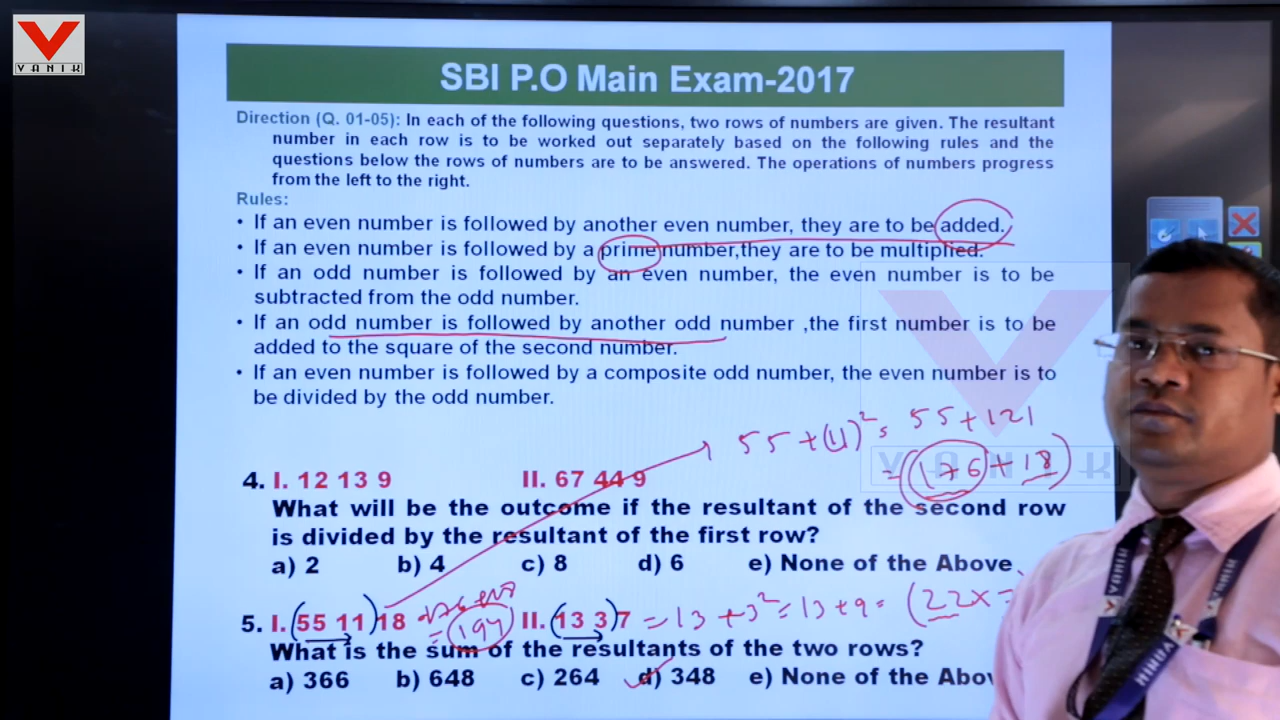 VANIK
SBI P.O Main Exam-2017
Direction (Q. 01-05): In each of the following questions, two rows of numbers are given. The resultant
number in each row is to be worked out separately based on the following rules and the
questions below the rows of numbers are to be answered. The operations of numbers progress
from the left to the right.
Rules:
• If an even number is followed by another even number, they are to be added.
• If an even number is followed by a prime number,they are to be multiplied.
• If an odd number is followed by an even number, the even number is to be
subtracted from the odd number.
• If an odd number is followed by another odd number ,the first number is to be
added to the square of the second number.
• If an even number is followed by a composite odd number, the even number is to
be divided by the odd number.
55 + (11)² = 55 + 121
= (176 + 18)
4. I. 12 13 9 II. 67 44 9
What will be the outcome if the resultant of the second row
is divided by the resultant of the first row?
a) 2 b) 4 c) 8 d) 6 e) None of the Above
5. I. (55 11) 18 = 194 II. (13 3) 7 = 13 + 3² = 13 + 9 = (22x
What is the sum of the resultants of the two rows?
a) 366 b) 648 c) 264 d) 348 e) None of the Abov
HINDU
HINDU